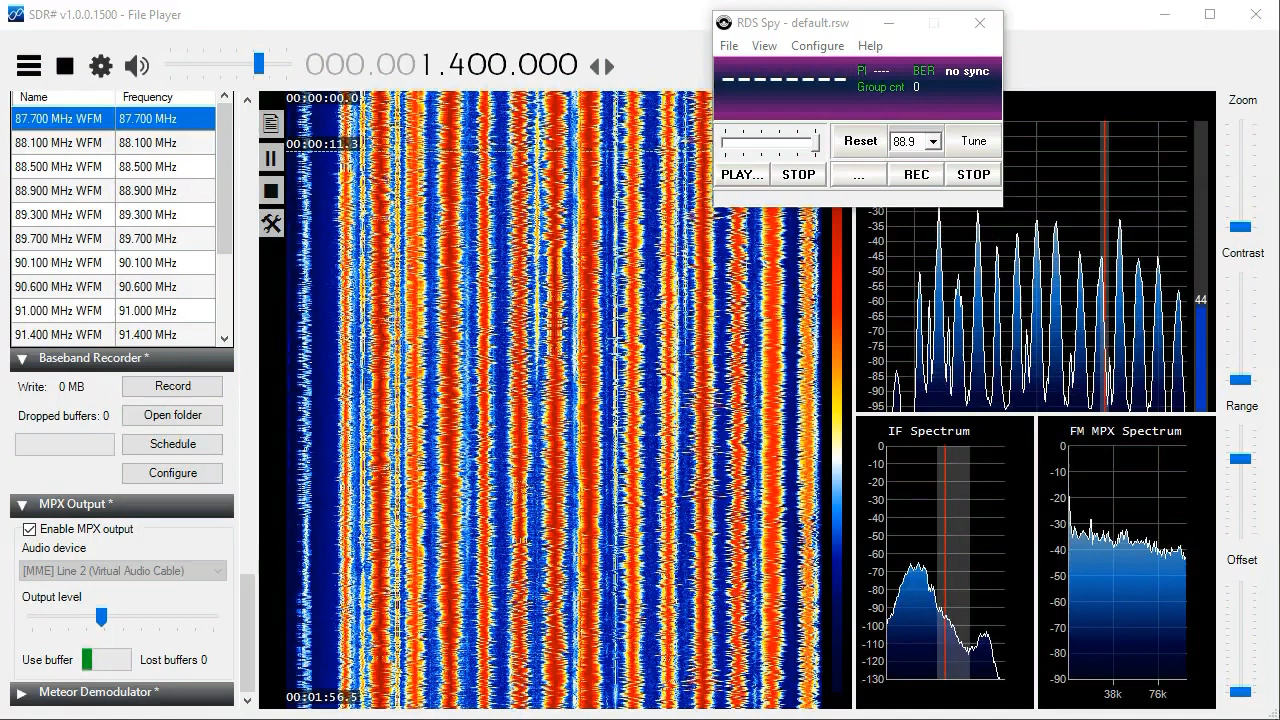 SDR# v1.0.0.1500 - File Player
RDS Spy - default.rsw
File View Configure Help
PI ---- BER no sync
Group cnt 0
Reset 88.9 Tune
PLAY... STOP ... REC STOP
000.001.400.000
Name Frequency
87.700 MHz WFM 87.700 MHz
88.100 MHz WFM 88.100 MHz
88.500 MHz WFM 88.500 MHz
88.900 MHz WFM 88.900 MHz
89.300 MHz WFM 89.300 MHz
89.700 MHz WFM 89.700 MHz
90.100 MHz WFM 90.100 MHz
90.600 MHz WFM 90.600 MHz
91.000 MHz WFM 91.000 MHz
91.400 MHz WFM 91.400 MHz
Baseband Recorder *
Write: 0 MB Record
Dropped buffers: 0 Open folder
Schedule
Configure
MPX Output *
Enable MPX output
Audio device
[MME] Line 2 (Virtual Audio Cable)
Output level
Use buffer Lost buffers 0
Meteor Demodulator *
00:00:00.0
00:00:11.3
00:01:56.
-30
-35
-40
-45
-50
-55
-60
-65
-70
-75
-80
-85
-90
-95
44
IF Spectrum
0
-10
-20
-30
-40
-50
-60
-70
-80
-90
-100
-110
-120
-130
FM MPX Spectrum
0
-10
-20
-30
-40
-50
-60
-70
-80
-90
38k 76k
Zoom
Contrast
Range
Offset